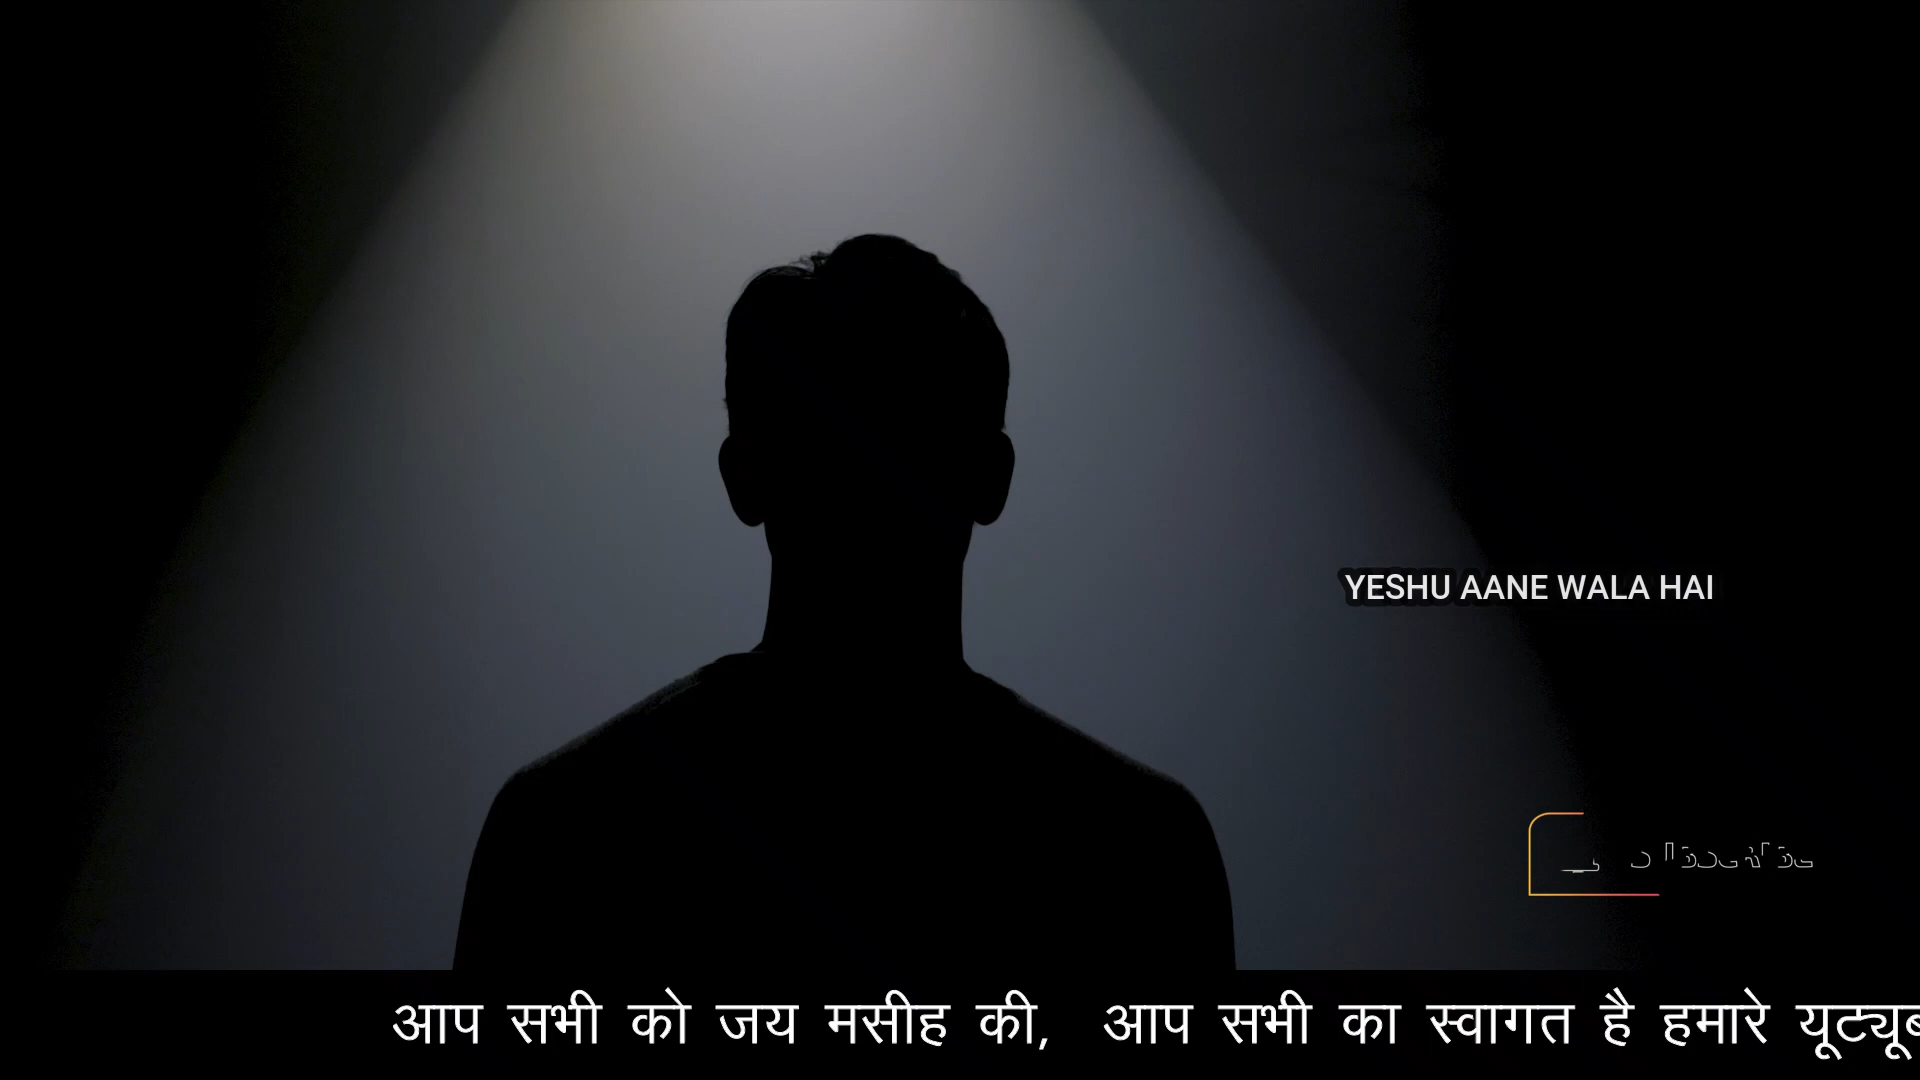 YESHU AANE WALA HAI
आप सभी को जय मसीह की, आप सभी का स्वागत है हमारे